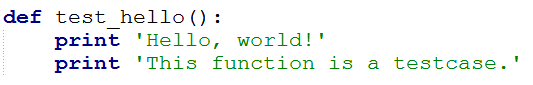 def test_hello():
    print 'Hello, world!'
    print 'This function is a testcase.'